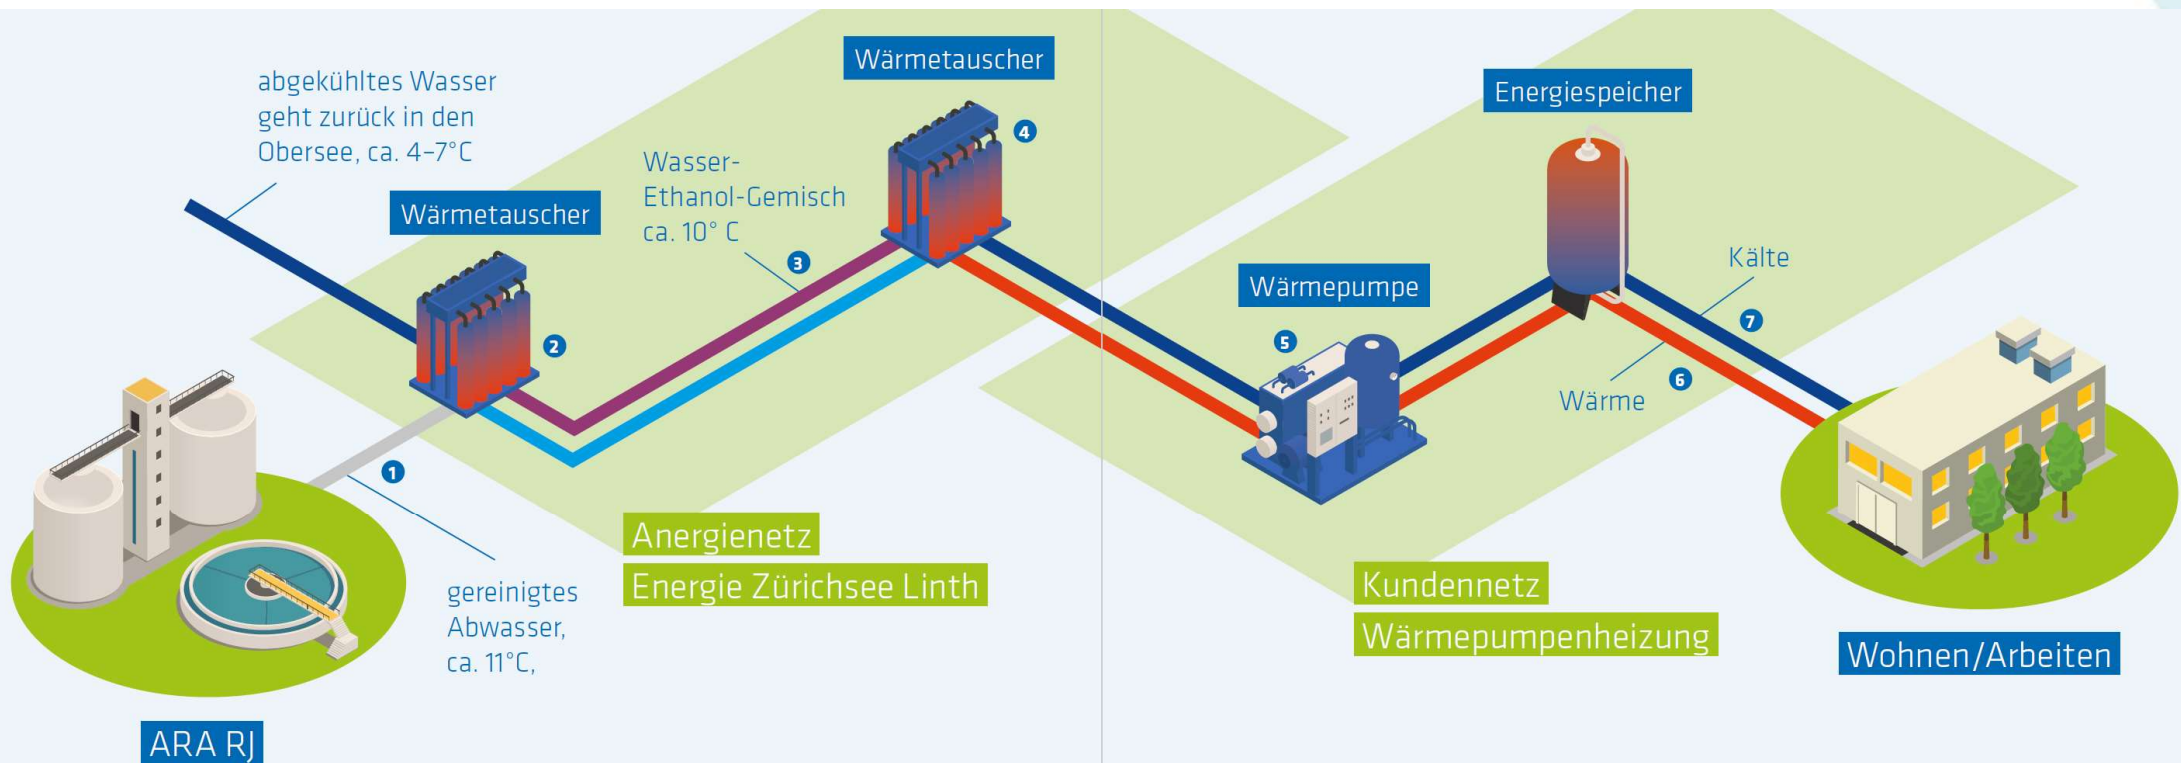 abgekühltes Wasser
geht zurück in den
Obersee, ca. 4–7°C
Wärmetauscher
2
1
gereinigtes
Abwasser,
ca. 11°C,
ARA RJ
Wasser-
Ethanol-Gemisch
ca. 10° C
3
Wärmetauscher
4
Anergienetz
Energie Zürichsee Linth
Wärmepumpe
5
Energiespeicher
Kälte
7
6
Wärme
Kundennetz
Wärmepumpenheizung
Wohnen/Arbeiten